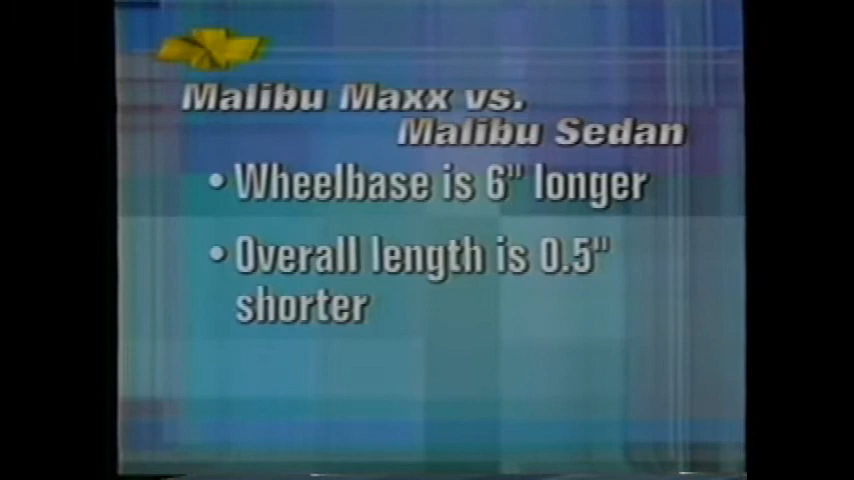 Malibu Maxx vs.
Malibu Sedan
• Wheelbase is 6" longer
• Overall length is 0.5"
shorter